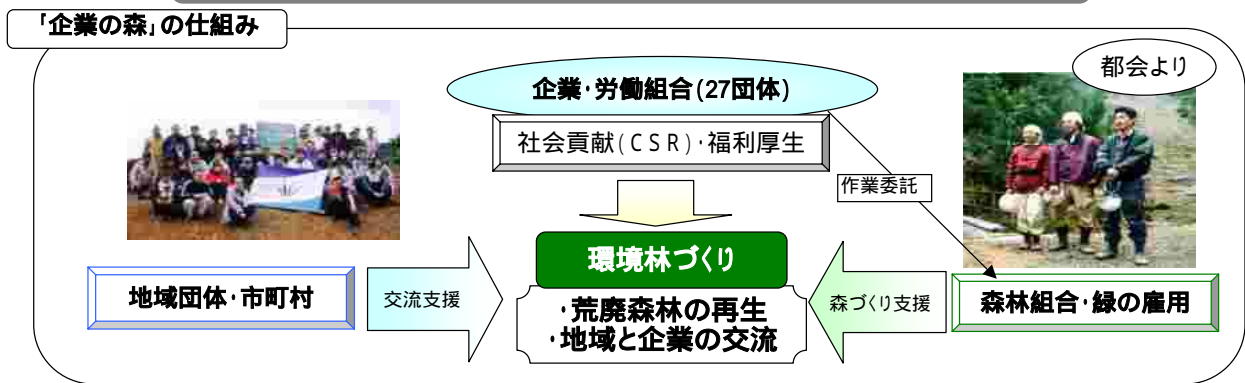 「企業の森」の仕組み
都会より
企業・労働組合(27団体)
社会貢献(CSR)・福利厚生
作業委託
環境林づくり
地域団体・市町村
交流支援
・荒廃森林の再生
・地域と企業の交流
森づくり支援
森林組合・緑の雇用